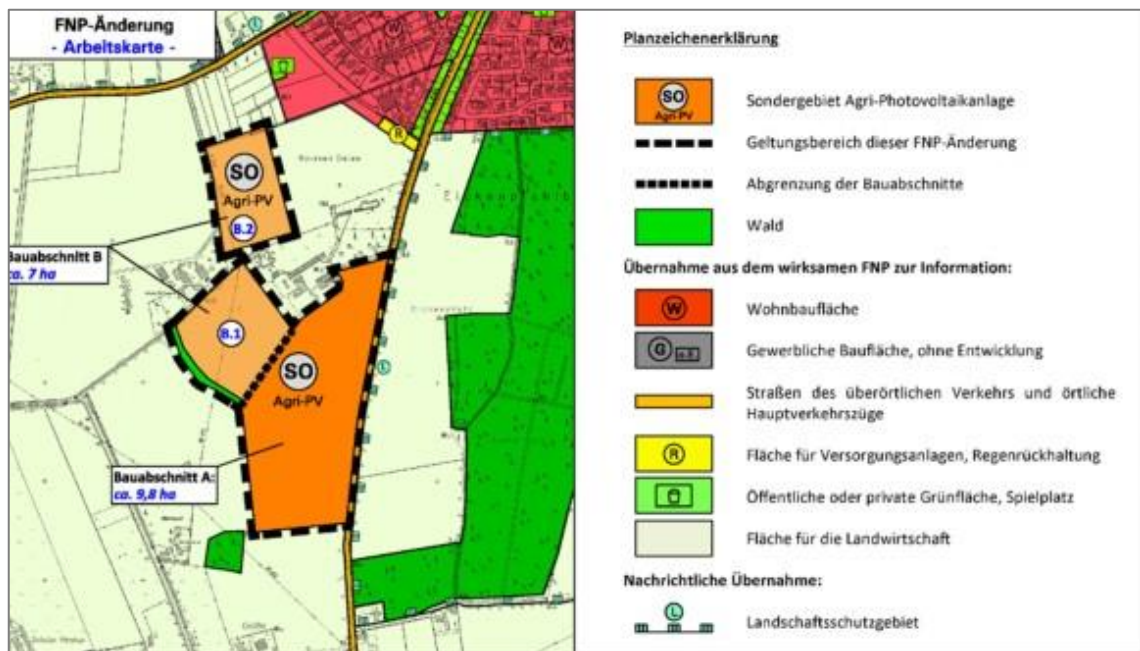 FNP-Änderung
- Arbeitskarte -
L
W
W
R
SO
Agri-PV
B.2
Bauabschnitt B
ca. 7 ha
B.1
SO
Agri-PV
L
Bauabschnitt A:
ca. 9,8 ha
Planzeichenerklärung
SO
Agri-PV
Sondergebiet Agri-Photovoltaikanlage
Geltungsbereich dieser FNP-Änderung
Abgrenzung der Bauabschnitte
Wald
Übernahme aus dem wirksamen FNP zur Information:
W
Wohnbaufläche
G
Gewerbliche Baufläche, ohne Entwicklung
Straßen des überörtlichen Verkehrs und örtliche
Hauptverkehrszüge
R
Fläche für Versorgungsanlagen, Regenrückhaltung
Öffentliche oder private Grünfläche, Spielplatz
Fläche für die Landwirtschaft
Nachrichtliche Übernahme:
L
Landschaftsschutzgebiet